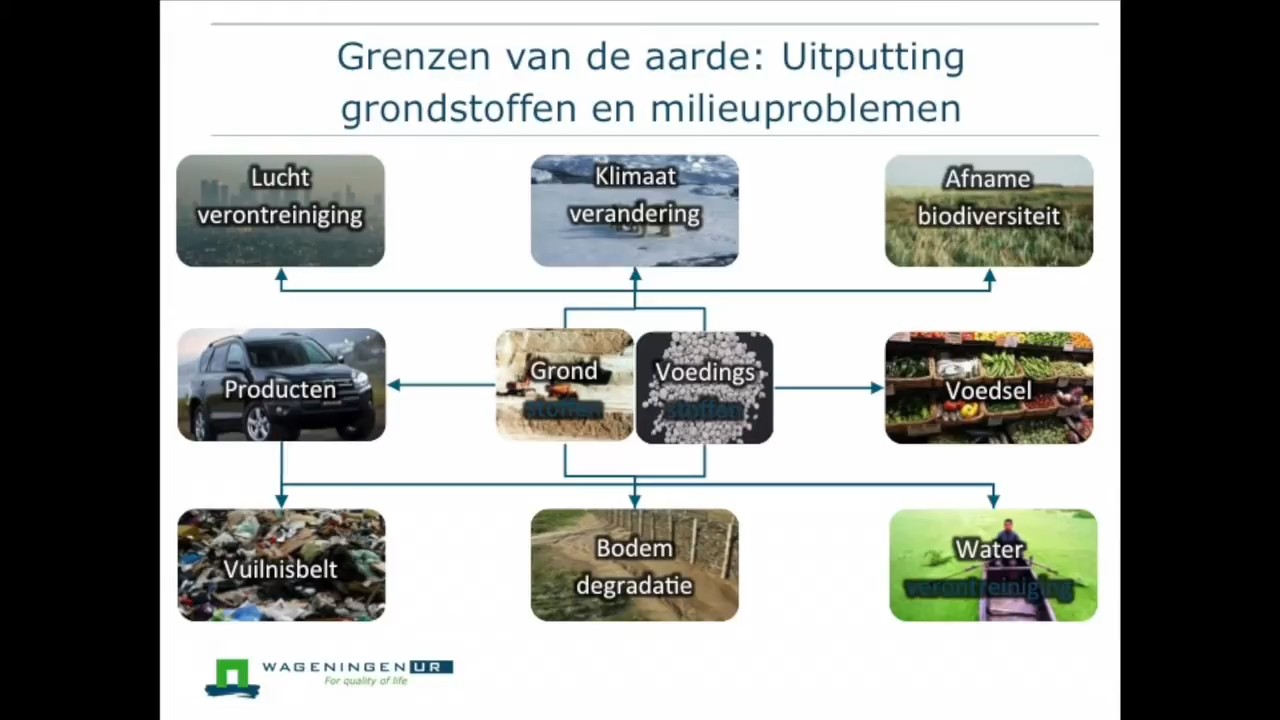 Grenzen van de aarde: Uitputting
grondstoffen en milieuproblemen
Lucht
verontreiniging
Klimaat
verandering
Afname
biodiversiteit
Producten
Grond
stoffen
Voedings
stoffen
Voedsel
Vuilnisbelt
Bodem
degradatie
Water
verontreiniging
WAGENINGEN UR
For quality of life